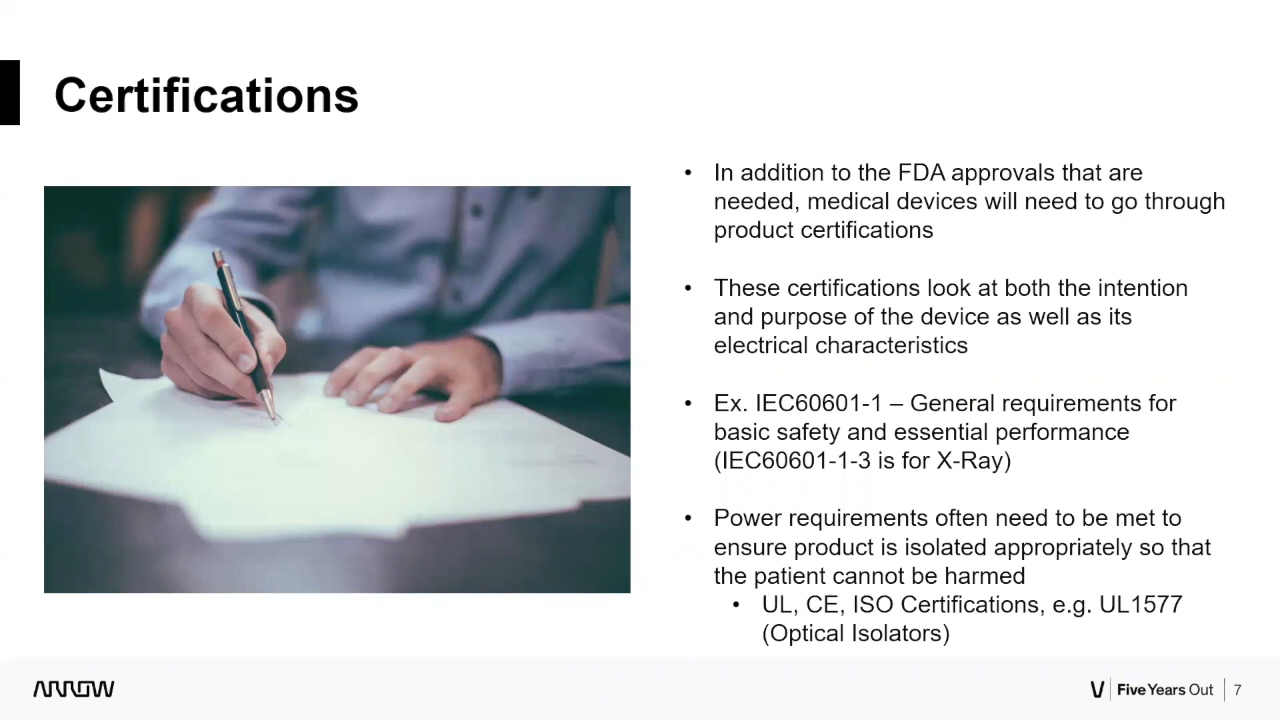 Certifications
• In addition to the FDA approvals that are
needed, medical devices will need to go through
product certifications
• These certifications look at both the intention
and purpose of the device as well as its
electrical characteristics
• Ex. IEC60601-1 – General requirements for
basic safety and essential performance
(IEC60601-1-3 is for X-Ray)
• Power requirements often need to be met to
ensure product is isolated appropriately so that
the patient cannot be harmed
• UL, CE, ISO Certifications, e.g. UL1577
(Optical Isolators)
ARROW
Five Years Out
7